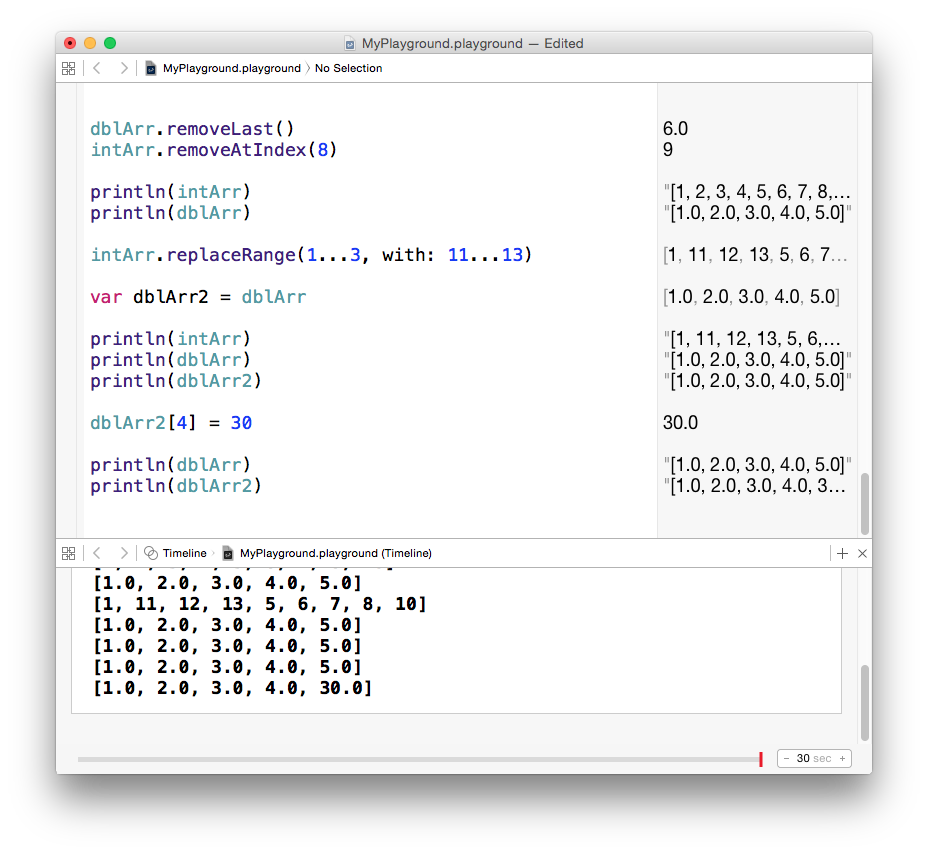 MyPlayground.playground — Edited
MyPlayground.playground 〉No Selection
dblArr.removeLast() 6.0
intArr.removeAtIndex(8) 9
println(intArr) "[1, 2, 3, 4, 5, 6, 7, 8,...
println(dblArr) "[1.0, 2.0, 3.0, 4.0, 5.0]"
intArr.replaceRange(1...3, with: 11...13) [1, 11, 12, 13, 5, 6, 7...
var dblArr2 = dblArr [1.0, 2.0, 3.0, 4.0, 5.0]
println(intArr) "[1, 11, 12, 13, 5, 6,...
println(dblArr) "[1.0, 2.0, 3.0, 4.0, 5.0]"
println(dblArr2) "[1.0, 2.0, 3.0, 4.0, 5.0]"
dblArr2[4] = 30 30.0
println(dblArr) "[1.0, 2.0, 3.0, 4.0, 5.0]"
println(dblArr2) "[1.0, 2.0, 3.0, 4.0, 3...
Timeline 〉 MyPlayground.playground (Timeline)
[1.0, 2.0, 3.0, 4.0, 5.0]
[1, 11, 12, 13, 5, 6, 7, 8, 10]
[1.0, 2.0, 3.0, 4.0, 5.0]
[1.0, 2.0, 3.0, 4.0, 5.0]
[1.0, 2.0, 3.0, 4.0, 5.0]
[1.0, 2.0, 3.0, 4.0, 30.0]
− 30 sec +